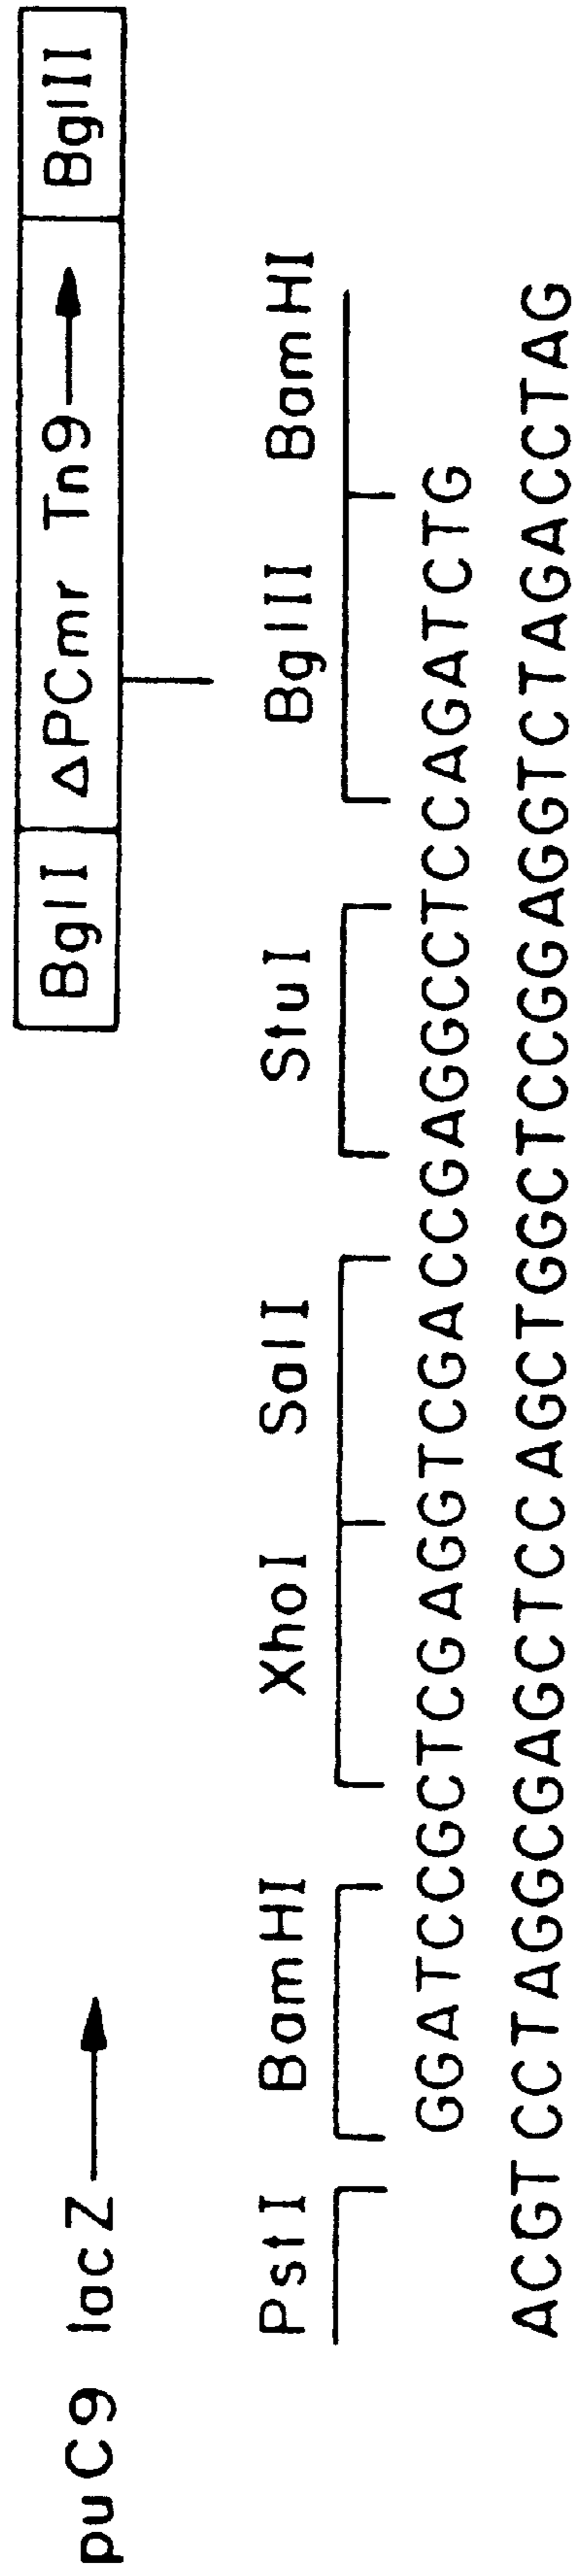 puC9 lacZ → BglI ΔPCmr Tn9 → BglII
PstI BamHI XhoI SalI StuI BglII BamHI
GGATCCGCTCGAGGTCGACCGAGGCCTCCAGATCTG
ACGTCCTAGGCGAGCTCCAGCTGGCTCCGGAGGTCTAGACCTAG